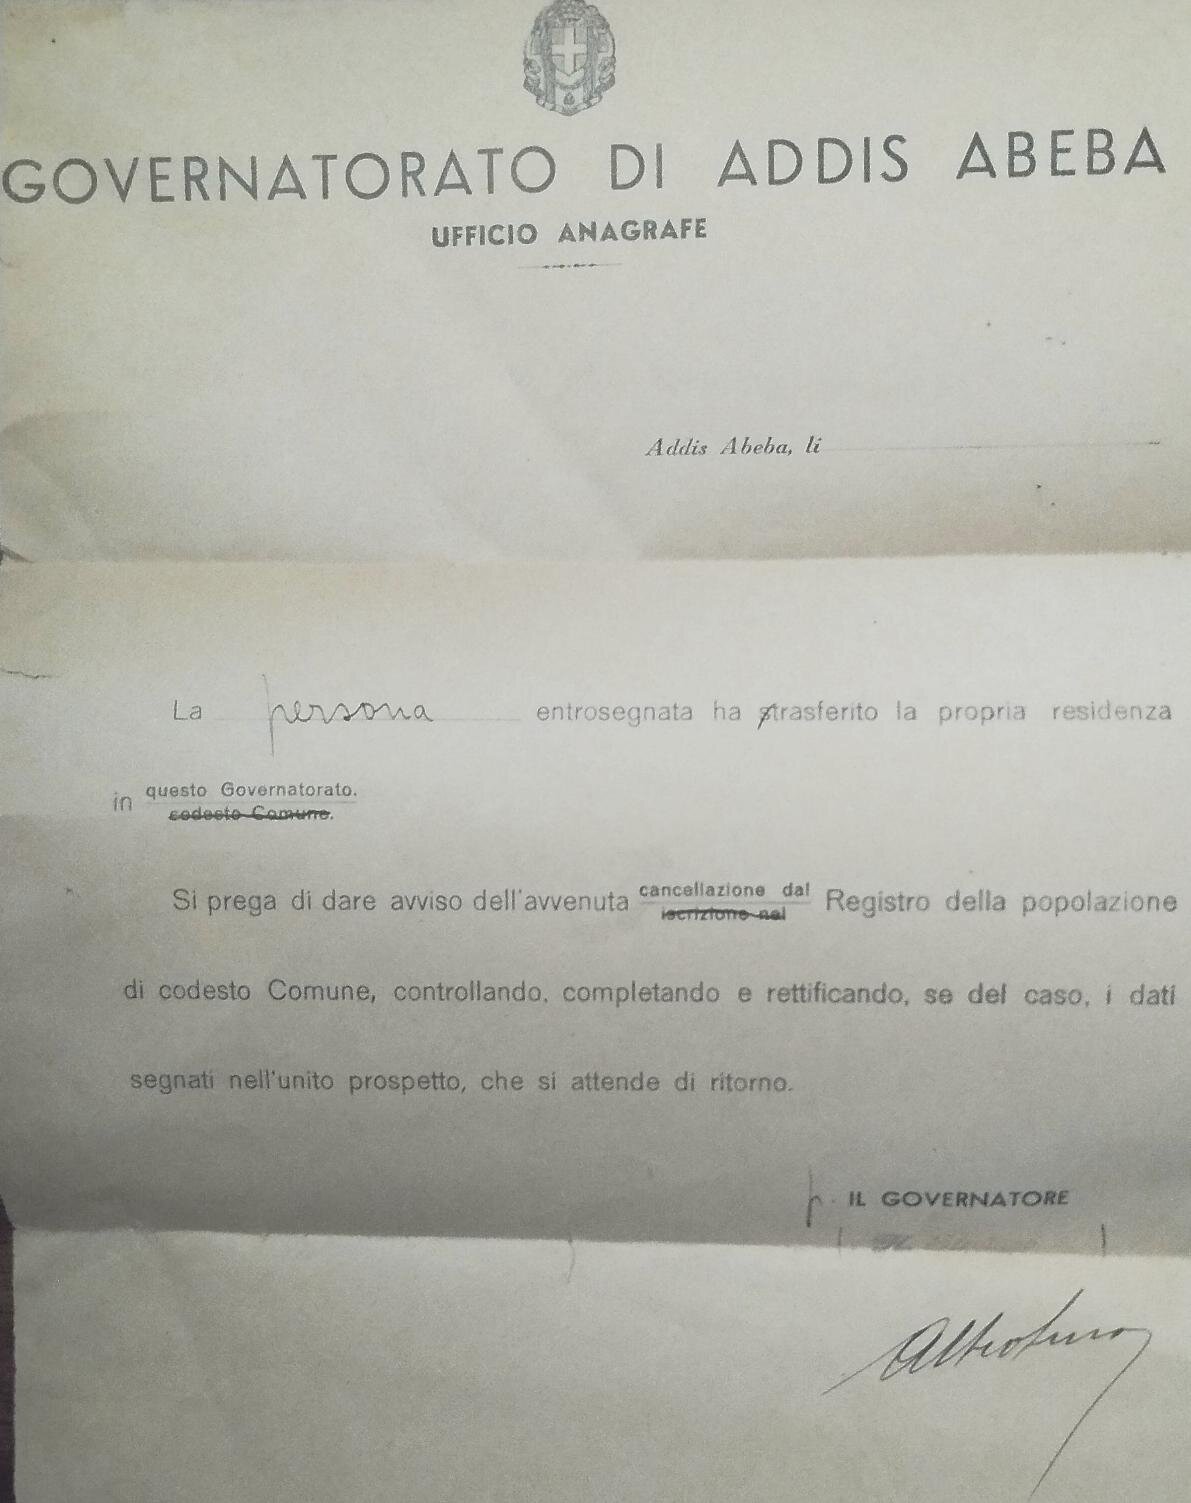 GOVERNATORATO DI ADDIS ABEBA
UFFICIO ANAGRAFE
Addis Abeba, li
La persona entrosegnata ha trasferito la propria residenza
in questo Governatorato.
codesto Comune.
Si prega di dare avviso dell'avvenuta cancellazione dal Registro della popolazione
iscrizione nel
di codesto Comune, controllando, completando e rettificando, se del caso, i dati
segnati nell'unito prospetto, che si attende di ritorno.
p. IL GOVERNATORE